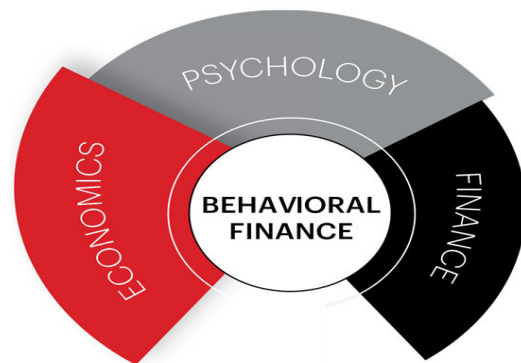 PSYCHOLOGY
ECONOMICS
BEHAVIORAL
FINANCE
FINANCE